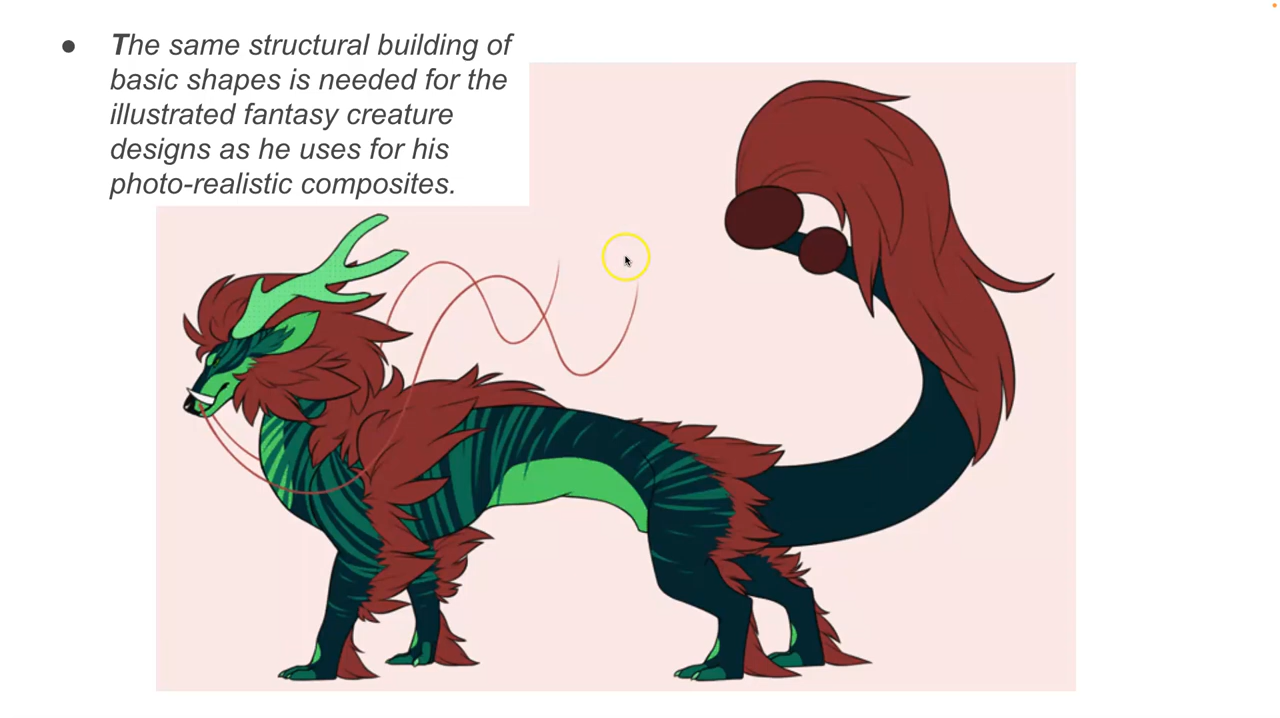 ● The same structural building of
basic shapes is needed for the
illustrated fantasy creature
designs as he uses for his
photo-realistic composites.